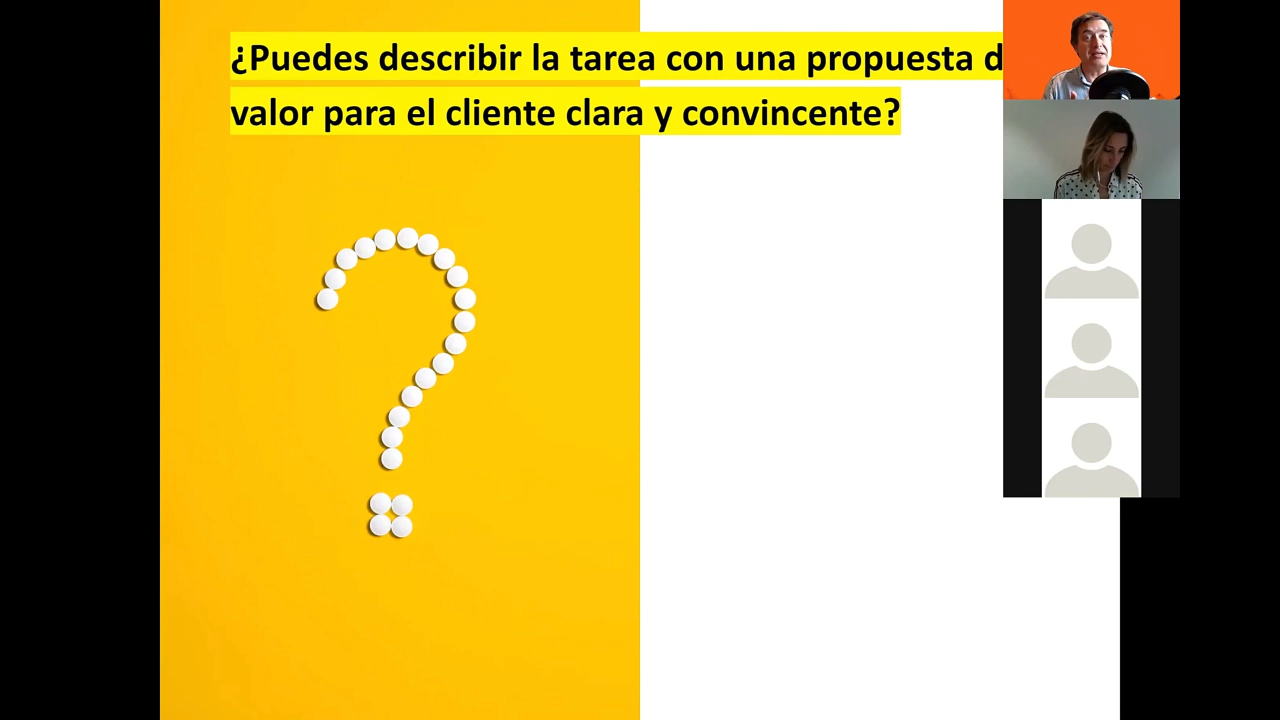 ¿Puedes describir la tarea con una propuesta d
valor para el cliente clara y convincente?